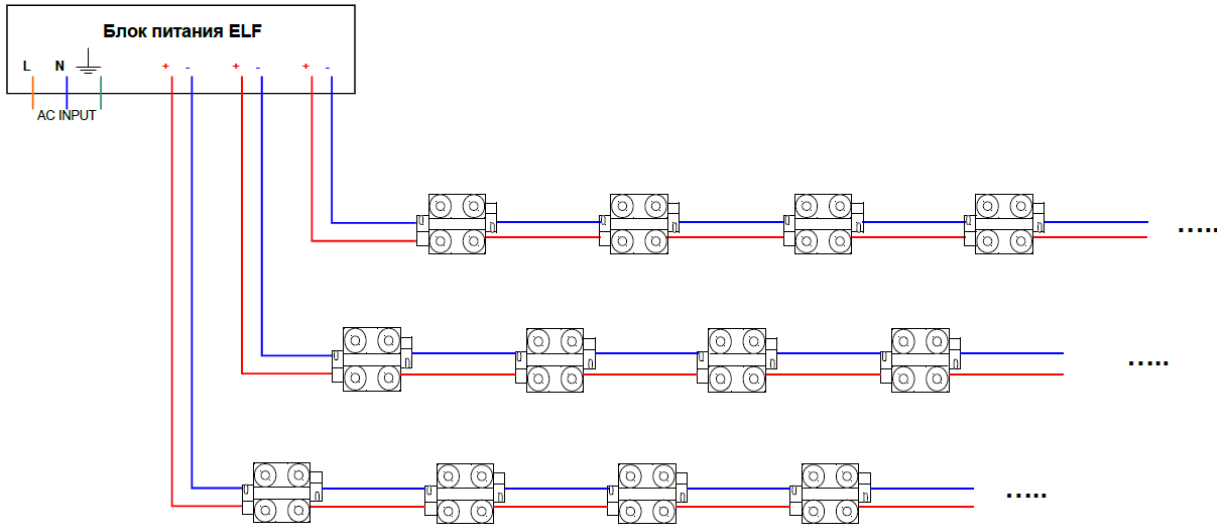 Блок питания ELF
L N + - + - + -
AC INPUT
.....
.....
.....